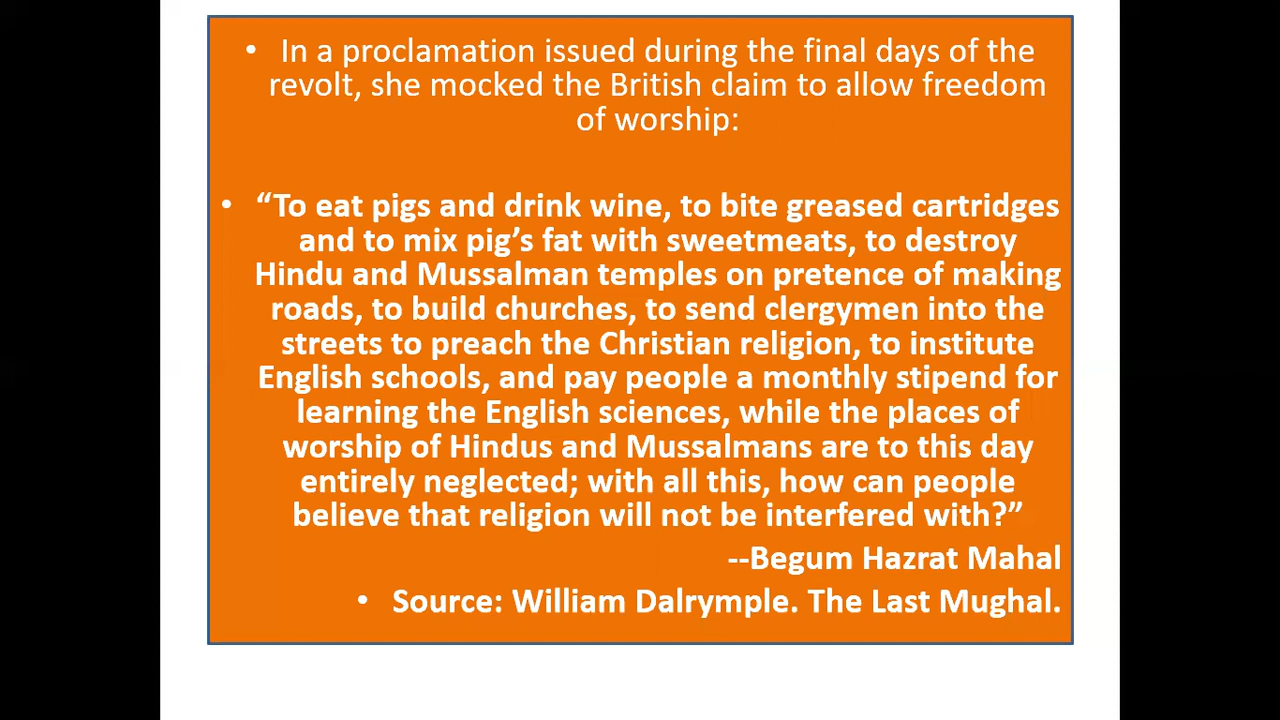 • In a proclamation issued during the final days of the
revolt, she mocked the British claim to allow freedom
of worship:
• “To eat pigs and drink wine, to bite greased cartridges
and to mix pig’s fat with sweetmeats, to destroy
Hindu and Mussalman temples on pretence of making
roads, to build churches, to send clergymen into the
streets to preach the Christian religion, to institute
English schools, and pay people a monthly stipend for
learning the English sciences, while the places of
worship of Hindus and Mussalmans are to this day
entirely neglected; with all this, how can people
believe that religion will not be interfered with?”
--Begum Hazrat Mahal
• Source: William Dalrymple. The Last Mughal.